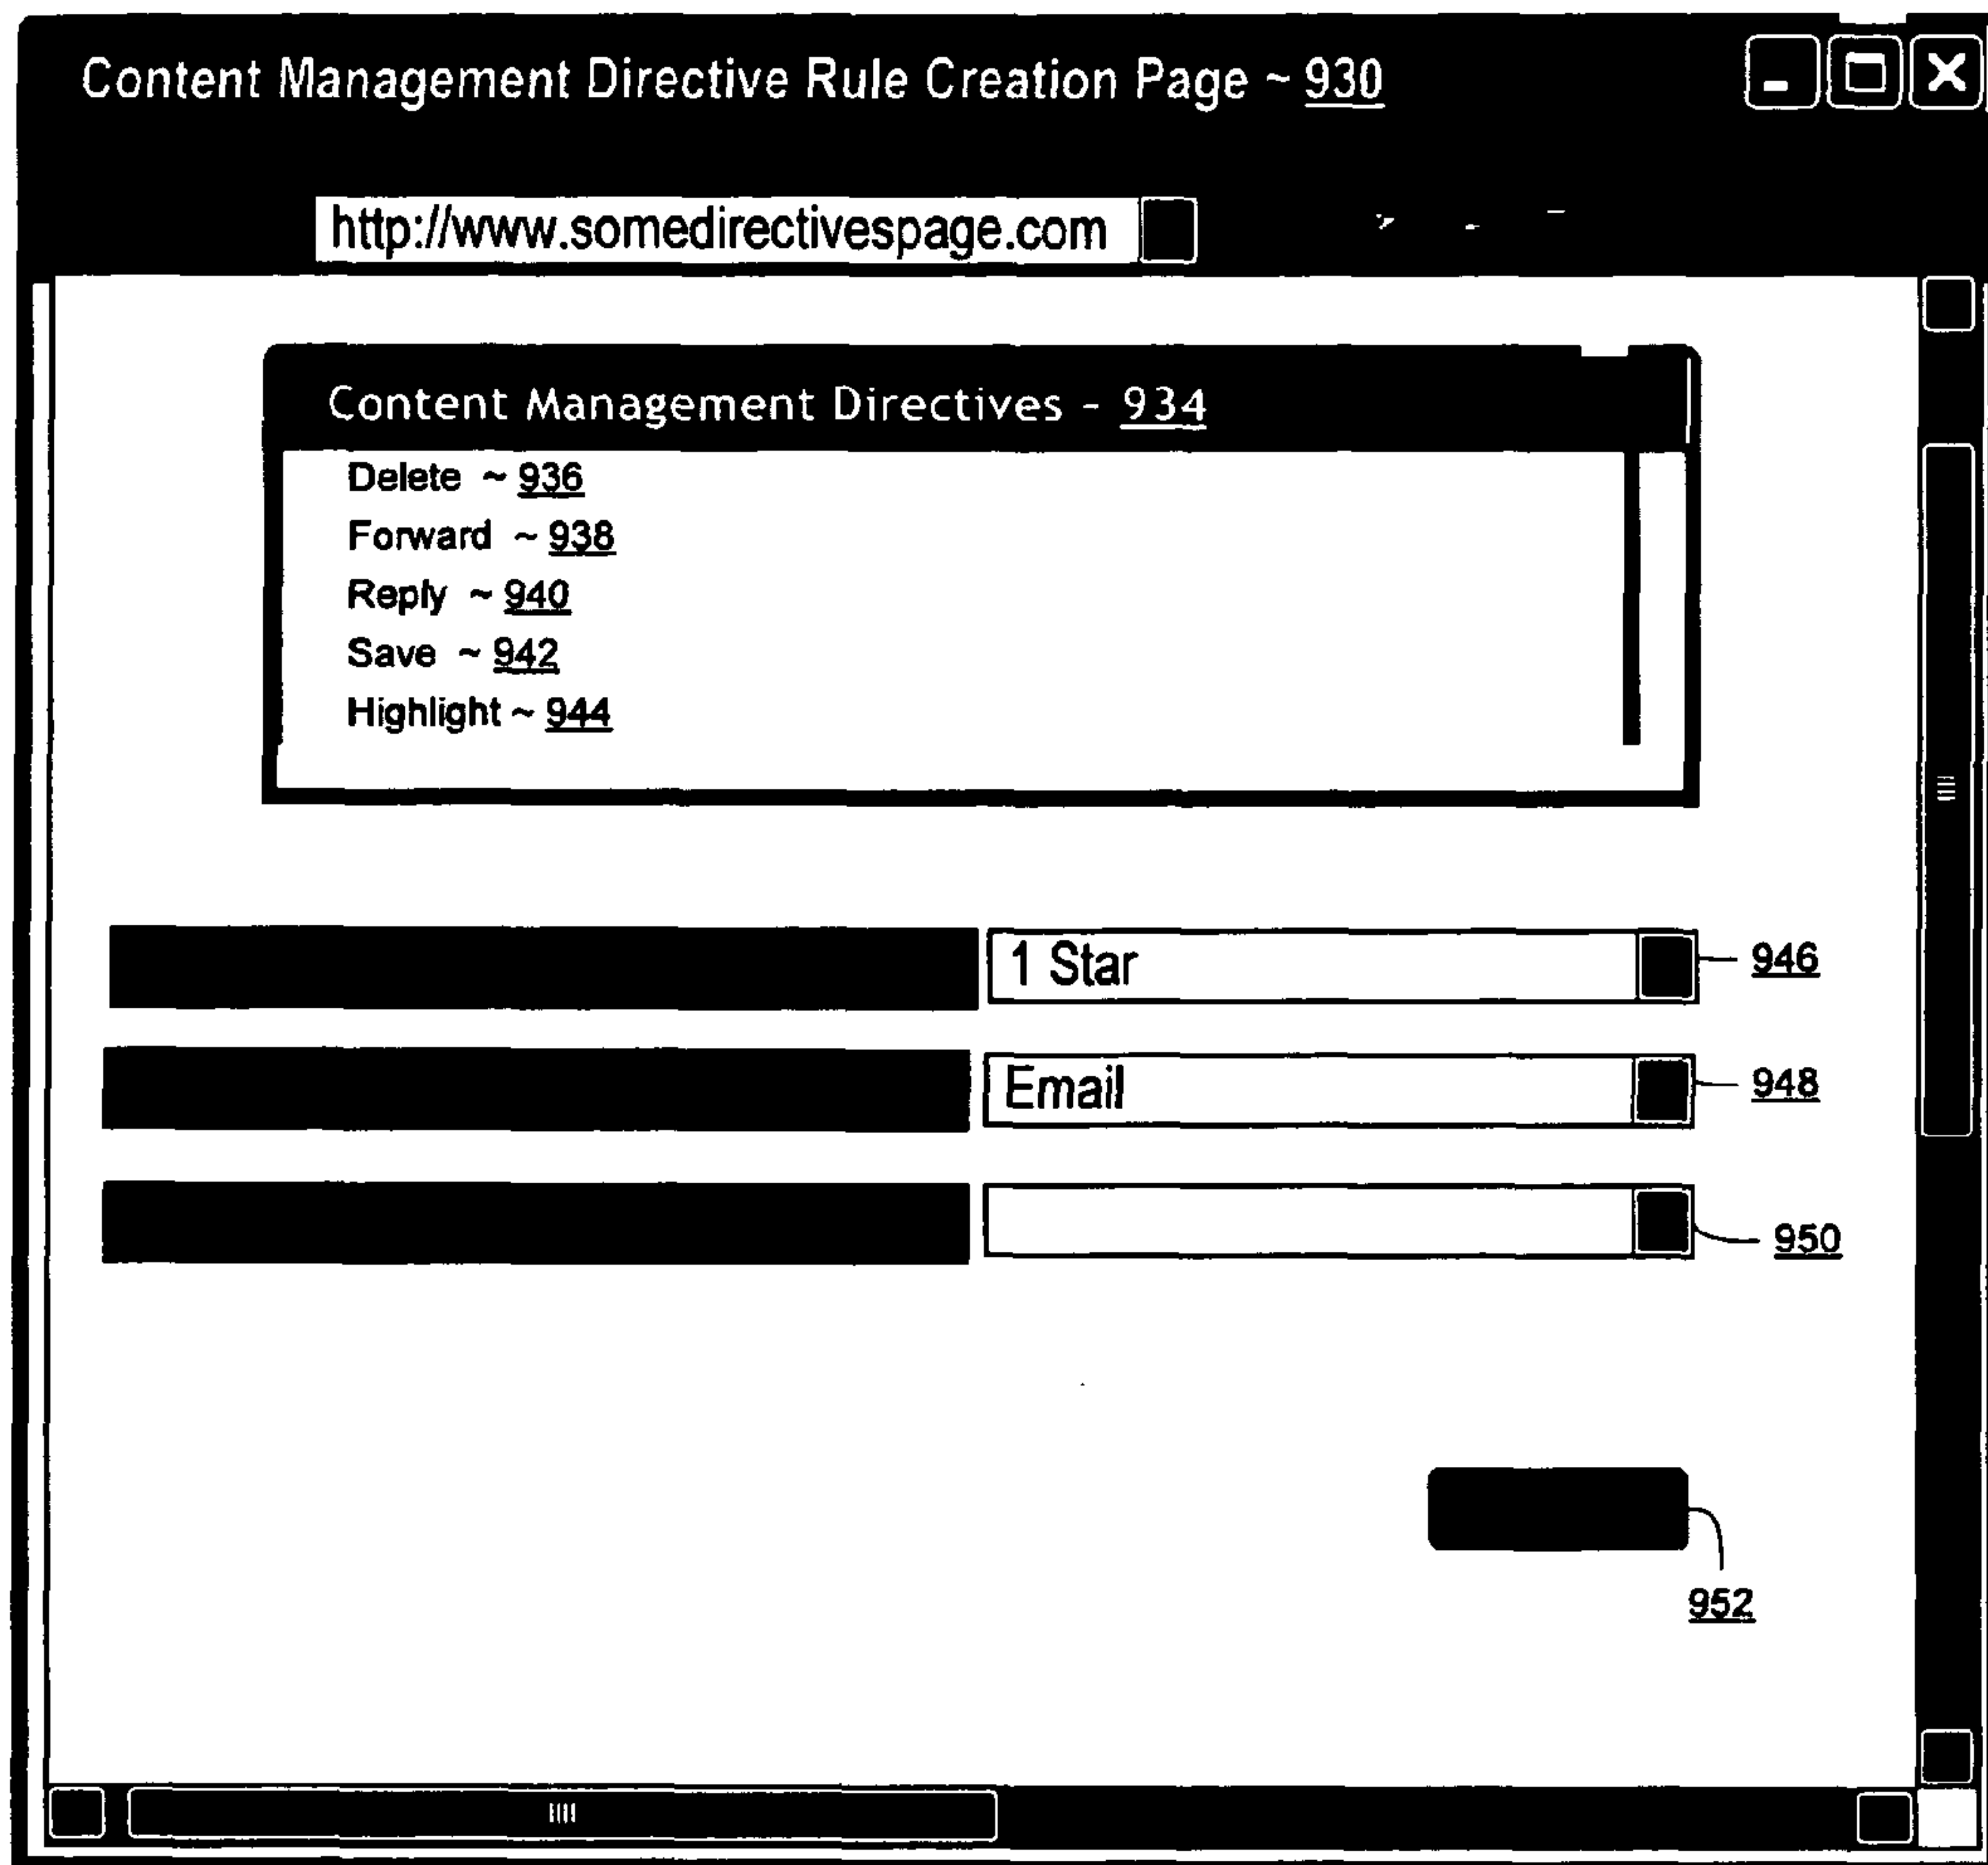 Content Management Directive Rule Creation Page ~ 930
http://www.somedirectivespage.com
Content Management Directives - 934
Delete ~ 936
Forward ~ 938
Reply ~ 940
Save ~ 942
Highlight ~ 944
1 Star 946
Email 948
950
952